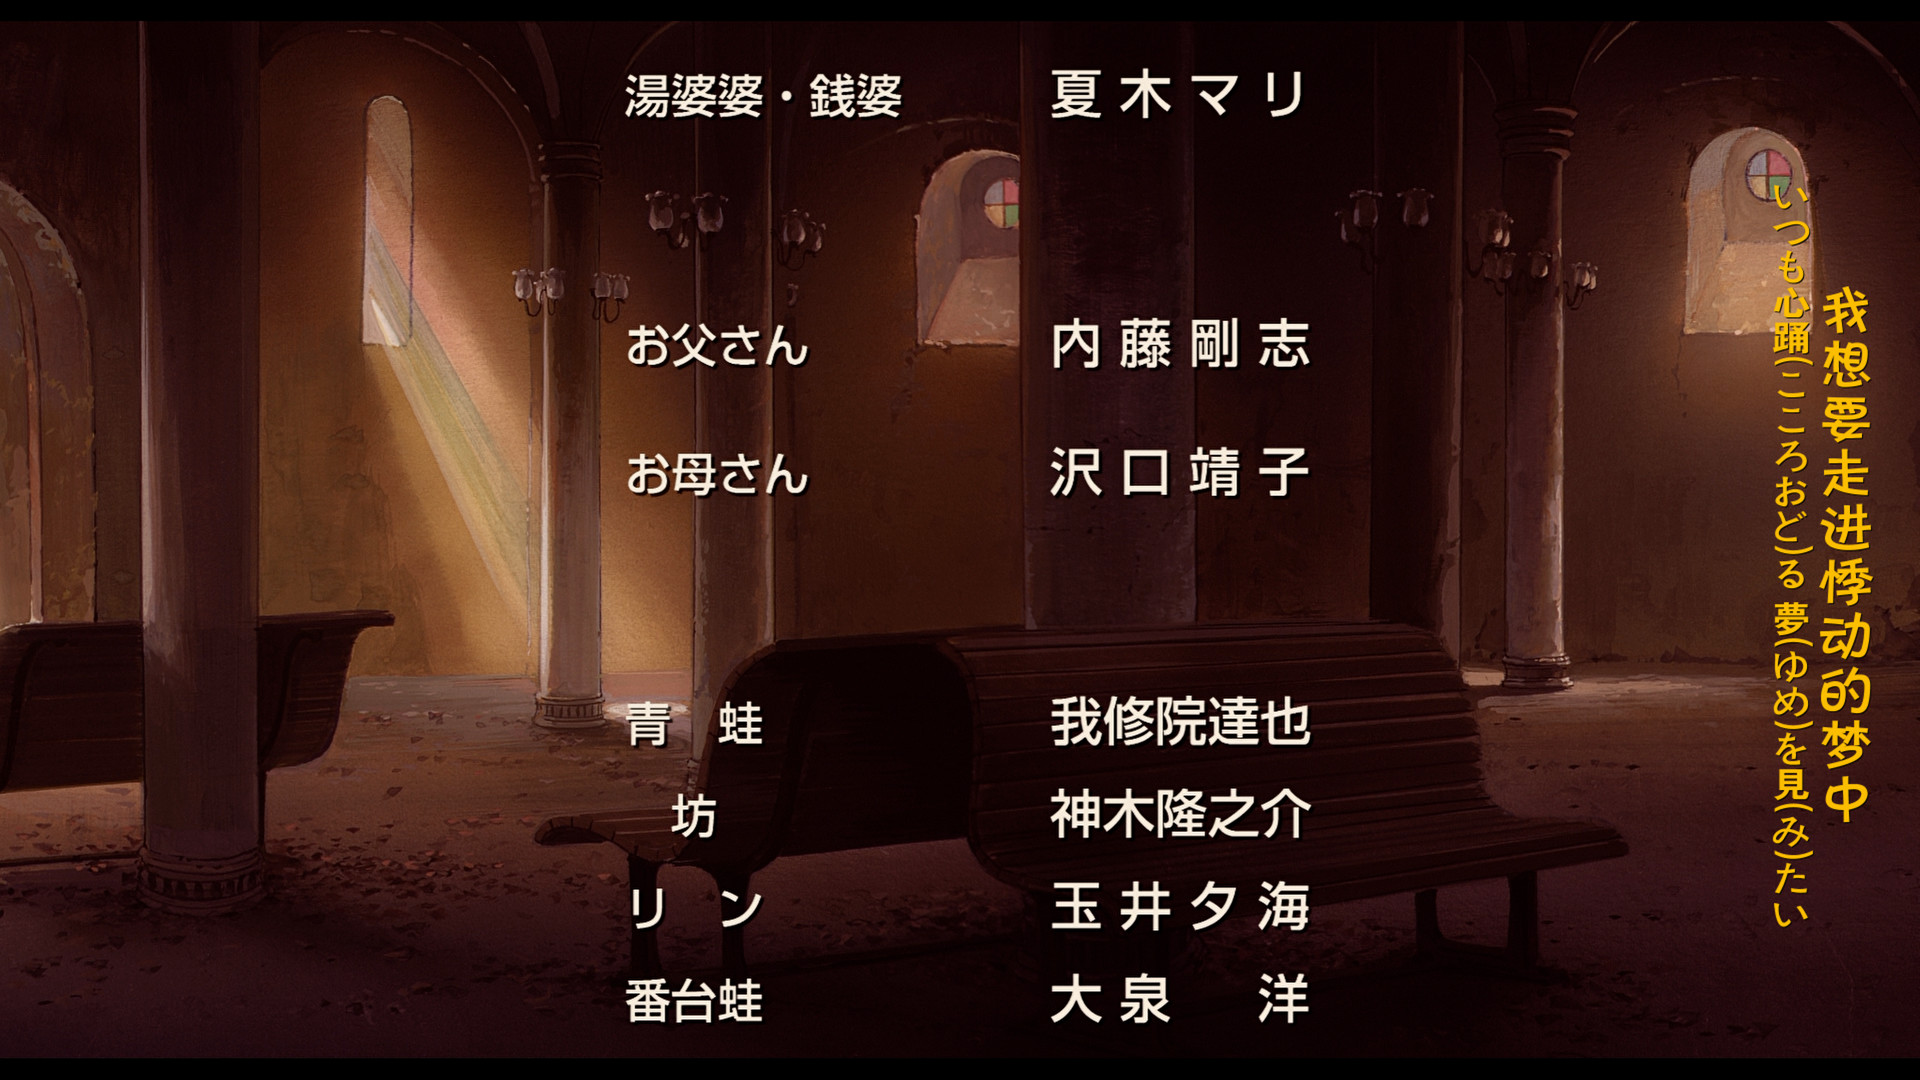 湯婆婆・銭婆　夏木マリ
お父さん　内藤剛志
お母さん　沢口靖子
青　蛙　我修院達也
坊　神木隆之介
リ　ン　玉井夕海
番台蛙　大泉　洋
我想要走进悸动的梦中
いつも心踊(こころおど)る 夢(ゆめ)を見(み)たい